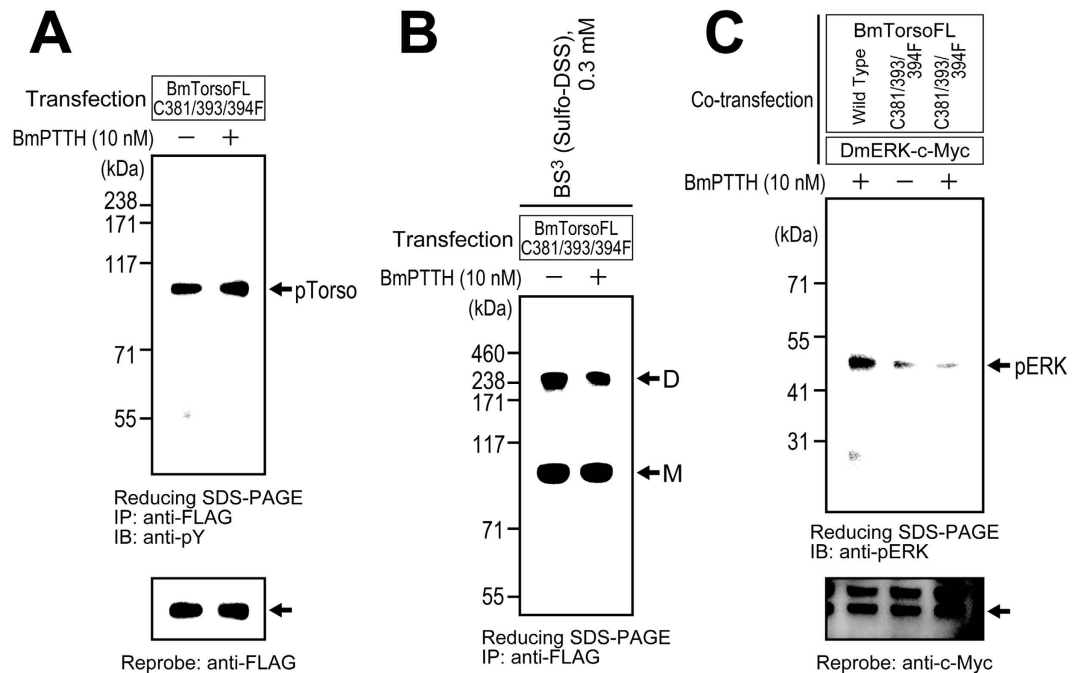 A
Transfection
BmTorsoFL
C381/393/394F
BmPTTH (10 nM)
− +
(kDa)
238
171
117
71
55
pTorso
Reducing SDS-PAGE
IP: anti-FLAG
IB: anti-pY
Reprobe: anti-FLAG
B
BS3 (Sulfo-DSS),
0.3 mM
Transfection
BmTorsoFL
C381/393/394F
BmPTTH (10 nM)
− +
(kDa)
460
238
171
117
71
55
D
M
Reducing SDS-PAGE
IP: anti-FLAG
C
Co-transfection
BmTorsoFL
Wild Type
C381/393/
394F
C381/393/
394F
DmERK-c-Myc
BmPTTH (10 nM)
+ − +
(kDa)
71
55
41
31
pERK
Reducing SDS-PAGE
IB: anti-pERK
Reprobe: anti-c-Myc